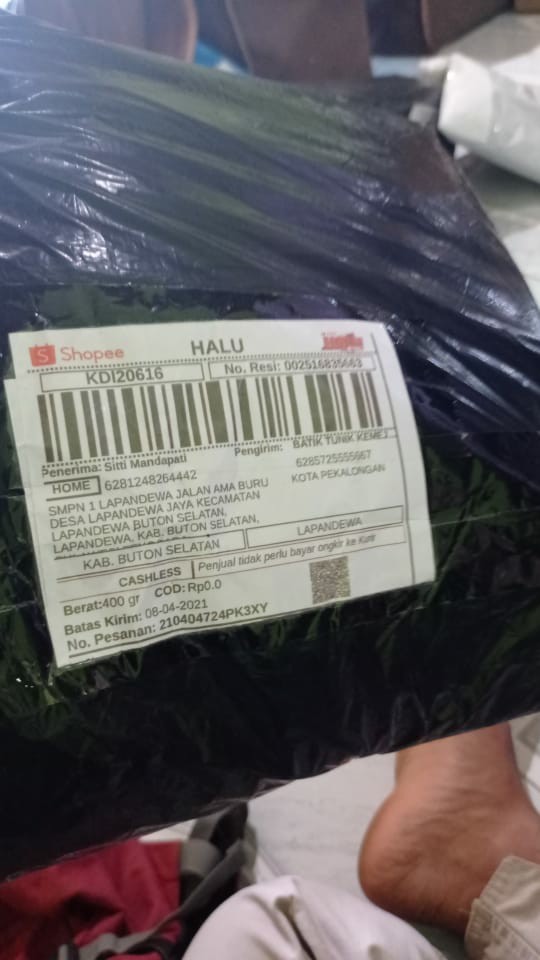 Shopee
HALU
KDI20616
No. Resi: 002516835663
Penerima: Sitti Mandapati
Pengirim: BATIK TUNIK KEMEJ
HOME 6281248264442
6285725555667
KOTA PEKALONGAN
SMPN 1 LAPANDEWA JALAN AMA BURU
DESA LAPANDEWA JAYA KECAMATAN
LAPANDEWA BUTON SELATAN,
LAPANDEWA, KAB. BUTON SELATAN,
KAB. BUTON SELATAN
LAPANDEWA
CASHLESS
Penjual tidak perlu bayar ongkir ke Kurir
Berat:400 gr COD: Rp0.0
Batas Kirim: 08-04-2021
No. Pesanan: 210404724PK3XY